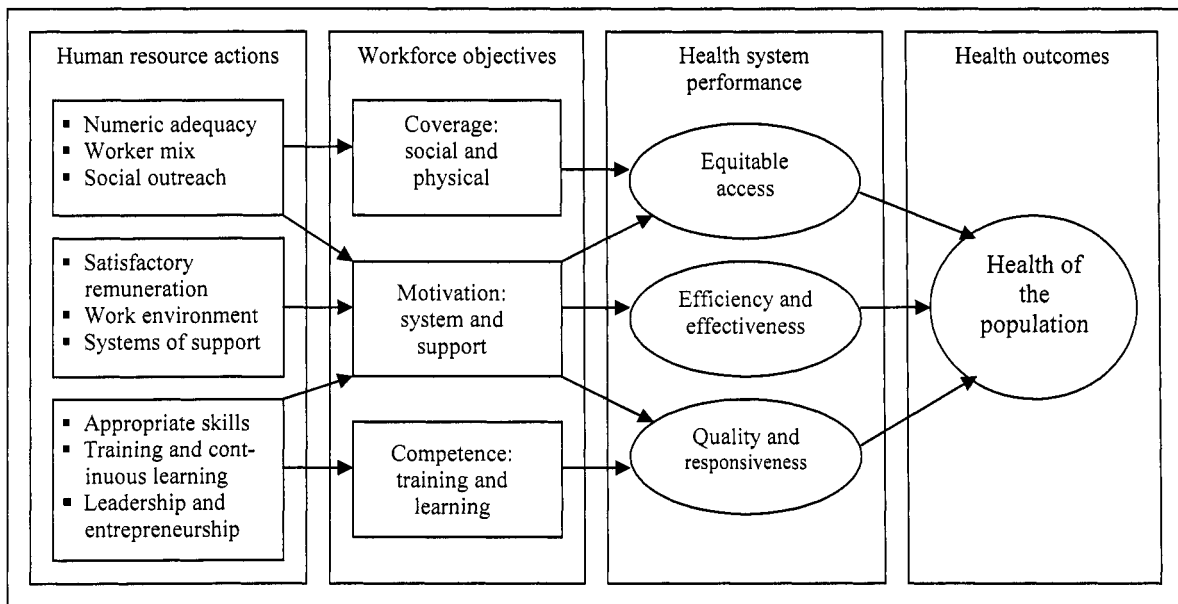 Human resource actions
▪ Numeric adequacy
▪ Worker mix
▪ Social outreach
▪ Satisfactory
remuneration
▪ Work environment
▪ Systems of support
▪ Appropriate skills
▪ Training and cont-
inuous learning
▪ Leadership and
entrepreneurship
Workforce objectives
Coverage:
social and
physical
Motivation:
system and
support
Competence:
training and
learning
Health system
performance
Equitable
access
Efficiency and
effectiveness
Quality and
responsiveness
Health outcomes
Health of
the
population